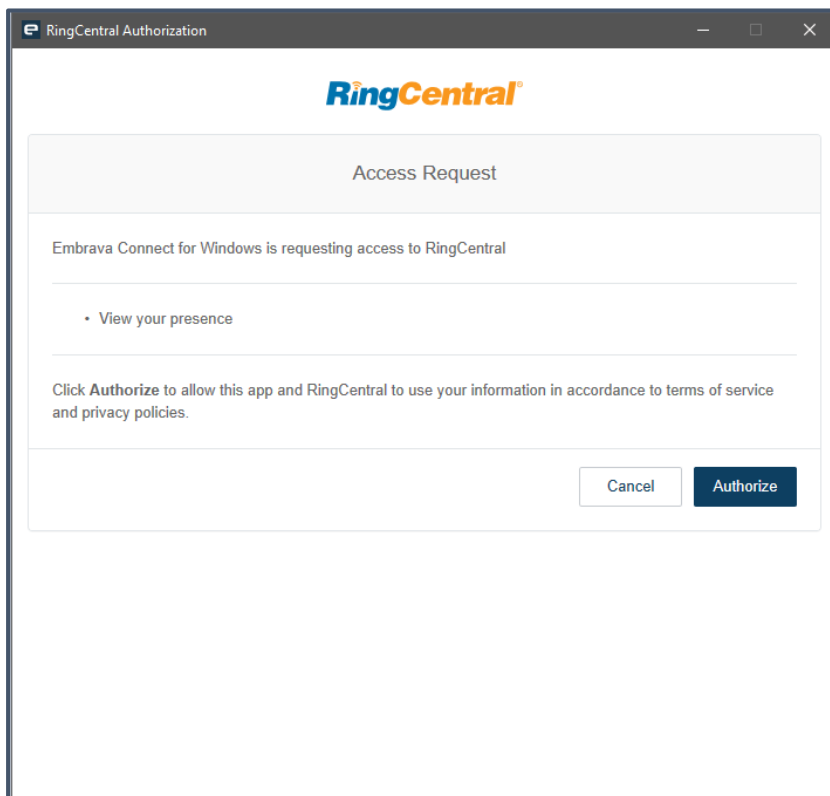 RingCentral Authorization
RingCentral®
Access Request
Embrava Connect for Windows is requesting access to RingCentral
• View your presence
Click Authorize to allow this app and RingCentral to use your information in accordance to terms of service
and privacy policies.
Cancel
Authorize